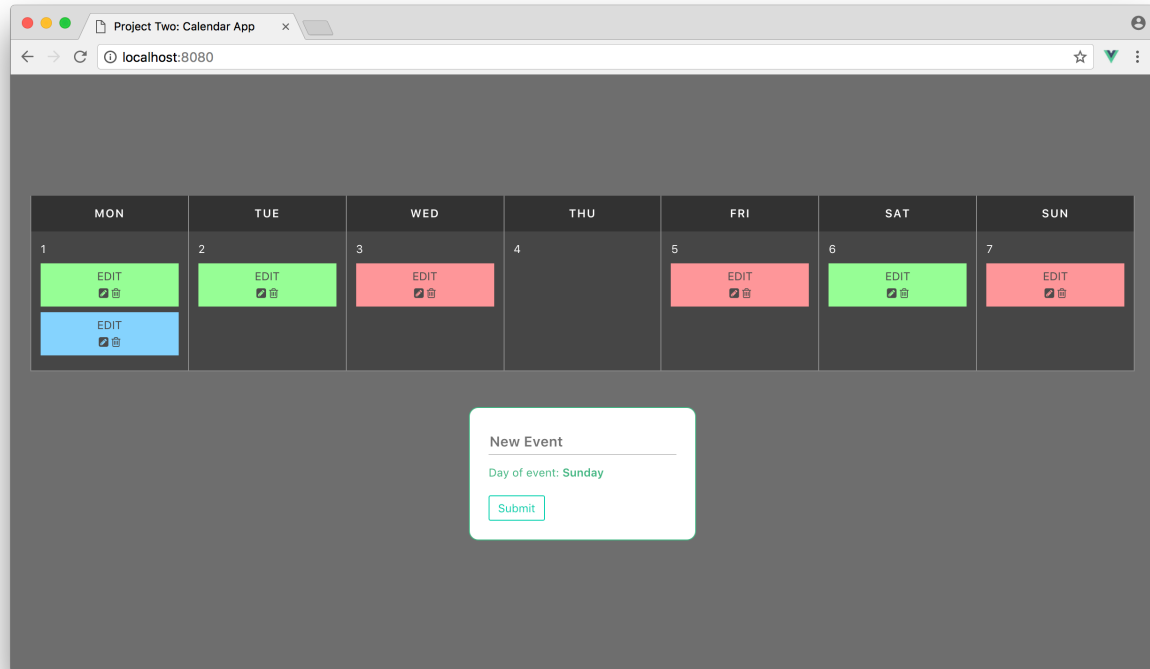 Project Two: Calendar App
localhost:8080
MON TUE WED THU FRI SAT SUN
1 2 3 4 5 6 7
EDIT EDIT EDIT EDIT EDIT EDIT
EDIT
New Event
Day of event: Sunday
Submit